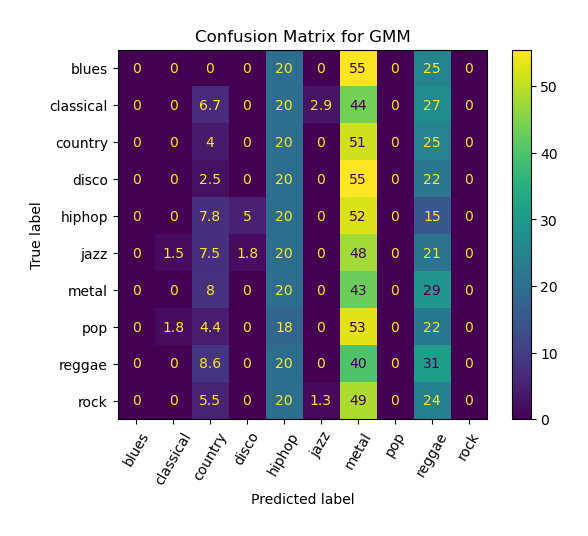 Confusion Matrix for GMM
True label
blues 0 0 0 0 20 0 55 0 25 0
classical 0 0 6.7 0 20 2.9 44 0 27 0
country 0 0 4 0 20 0 51 0 25 0
disco 0 0 2.5 0 20 0 55 0 22 0
hiphop 0 0 7.8 5 20 0 52 0 15 0
jazz 0 1.5 7.5 1.8 20 0 48 0 21 0
metal 0 0 8 0 20 0 43 0 29 0
pop 0 1.8 4.4 0 18 0 53 0 22 0
reggae 0 0 8.6 0 20 0 40 0 31 0
rock 0 0 5.5 0 20 1.3 49 0 24 0
blues classical country disco hiphop jazz metal pop reggae rock
Predicted label
50
40
30
20
10
0